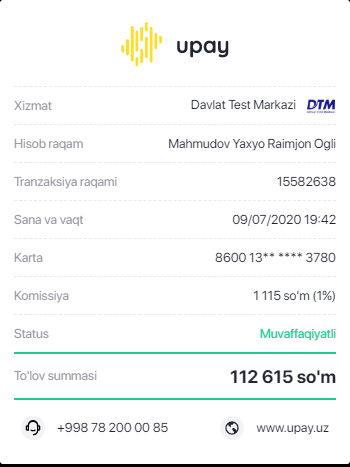 upay
Xizmat Davlat Test Markazi DTM
Hisob raqam Mahmudov Yaxyo Raimjon Ogli
Tranzaksiya raqami 15582638
Sana va vaqt 09/07/2020 19:42
Karta 8600 13** **** 3780
Komissiya 1 115 so'm (1%)
Status Muvaffaqiyatli
To'lov summasi 112 615 so'm
+998 78 200 00 85 www.upay.uz